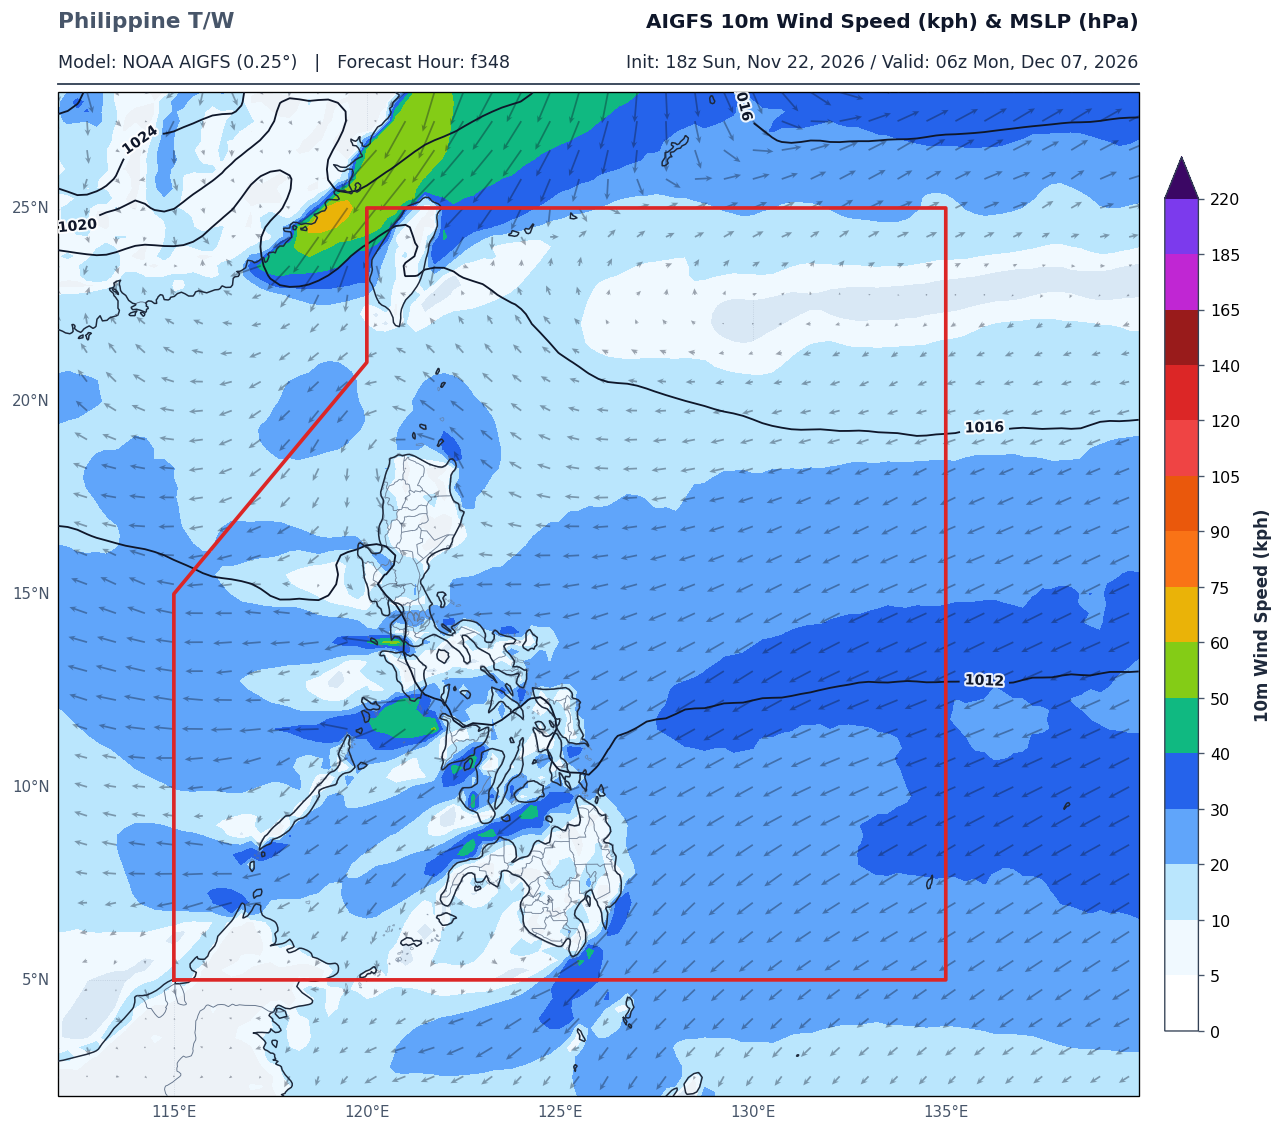 Philippine T/W
AIGFS 10m Wind Speed (kph) & MSLP (hPa)
Model: NOAA AIGFS (0.25°)   |   Forecast Hour: f348
Init: 18z Sun, Nov 22, 2026 / Valid: 06z Mon, Dec 07, 2026
1024
1020
016
1016
1012
25°N
20°N
15°N
10°N
5°N
115°E
120°E
125°E
130°E
135°E
220
185
165
140
120
105
90
75
60
50
40
30
20
10
5
0
10m Wind Speed (kph)